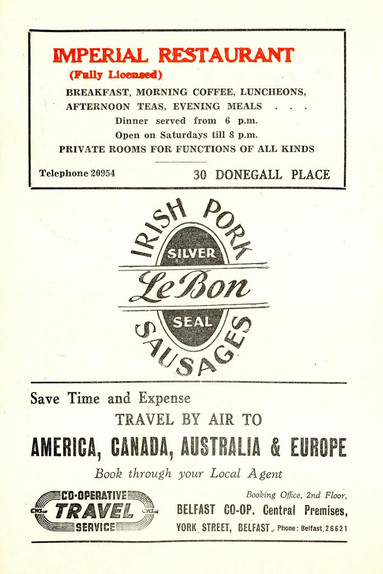 IMPERIAL RESTAURANT
(Fully Licensed)
BREAKFAST, MORNING COFFEE, LUNCHEONS,
AFTERNOON TEAS, EVENING MEALS . . .
Dinner served from 6 p.m.
Open on Saturdays till 8 p.m.
PRIVATE ROOMS FOR FUNCTIONS OF ALL KINDS
Telephone 20954 30 DONEGALL PLACE
IRISH PORK
SILVER
Le Bon
SEAL
SAUSAGES
Save Time and Expense
TRAVEL BY AIR TO
AMERICA, CANADA, AUSTRALIA & EUROPE
Book through your Local Agent
CO-OPERATIVE
TRAVEL
SERVICE
Booking Office, 2nd Floor,
BELFAST CO-OP. Central Premises,
YORK STREET, BELFAST. Phone: Belfast 26621